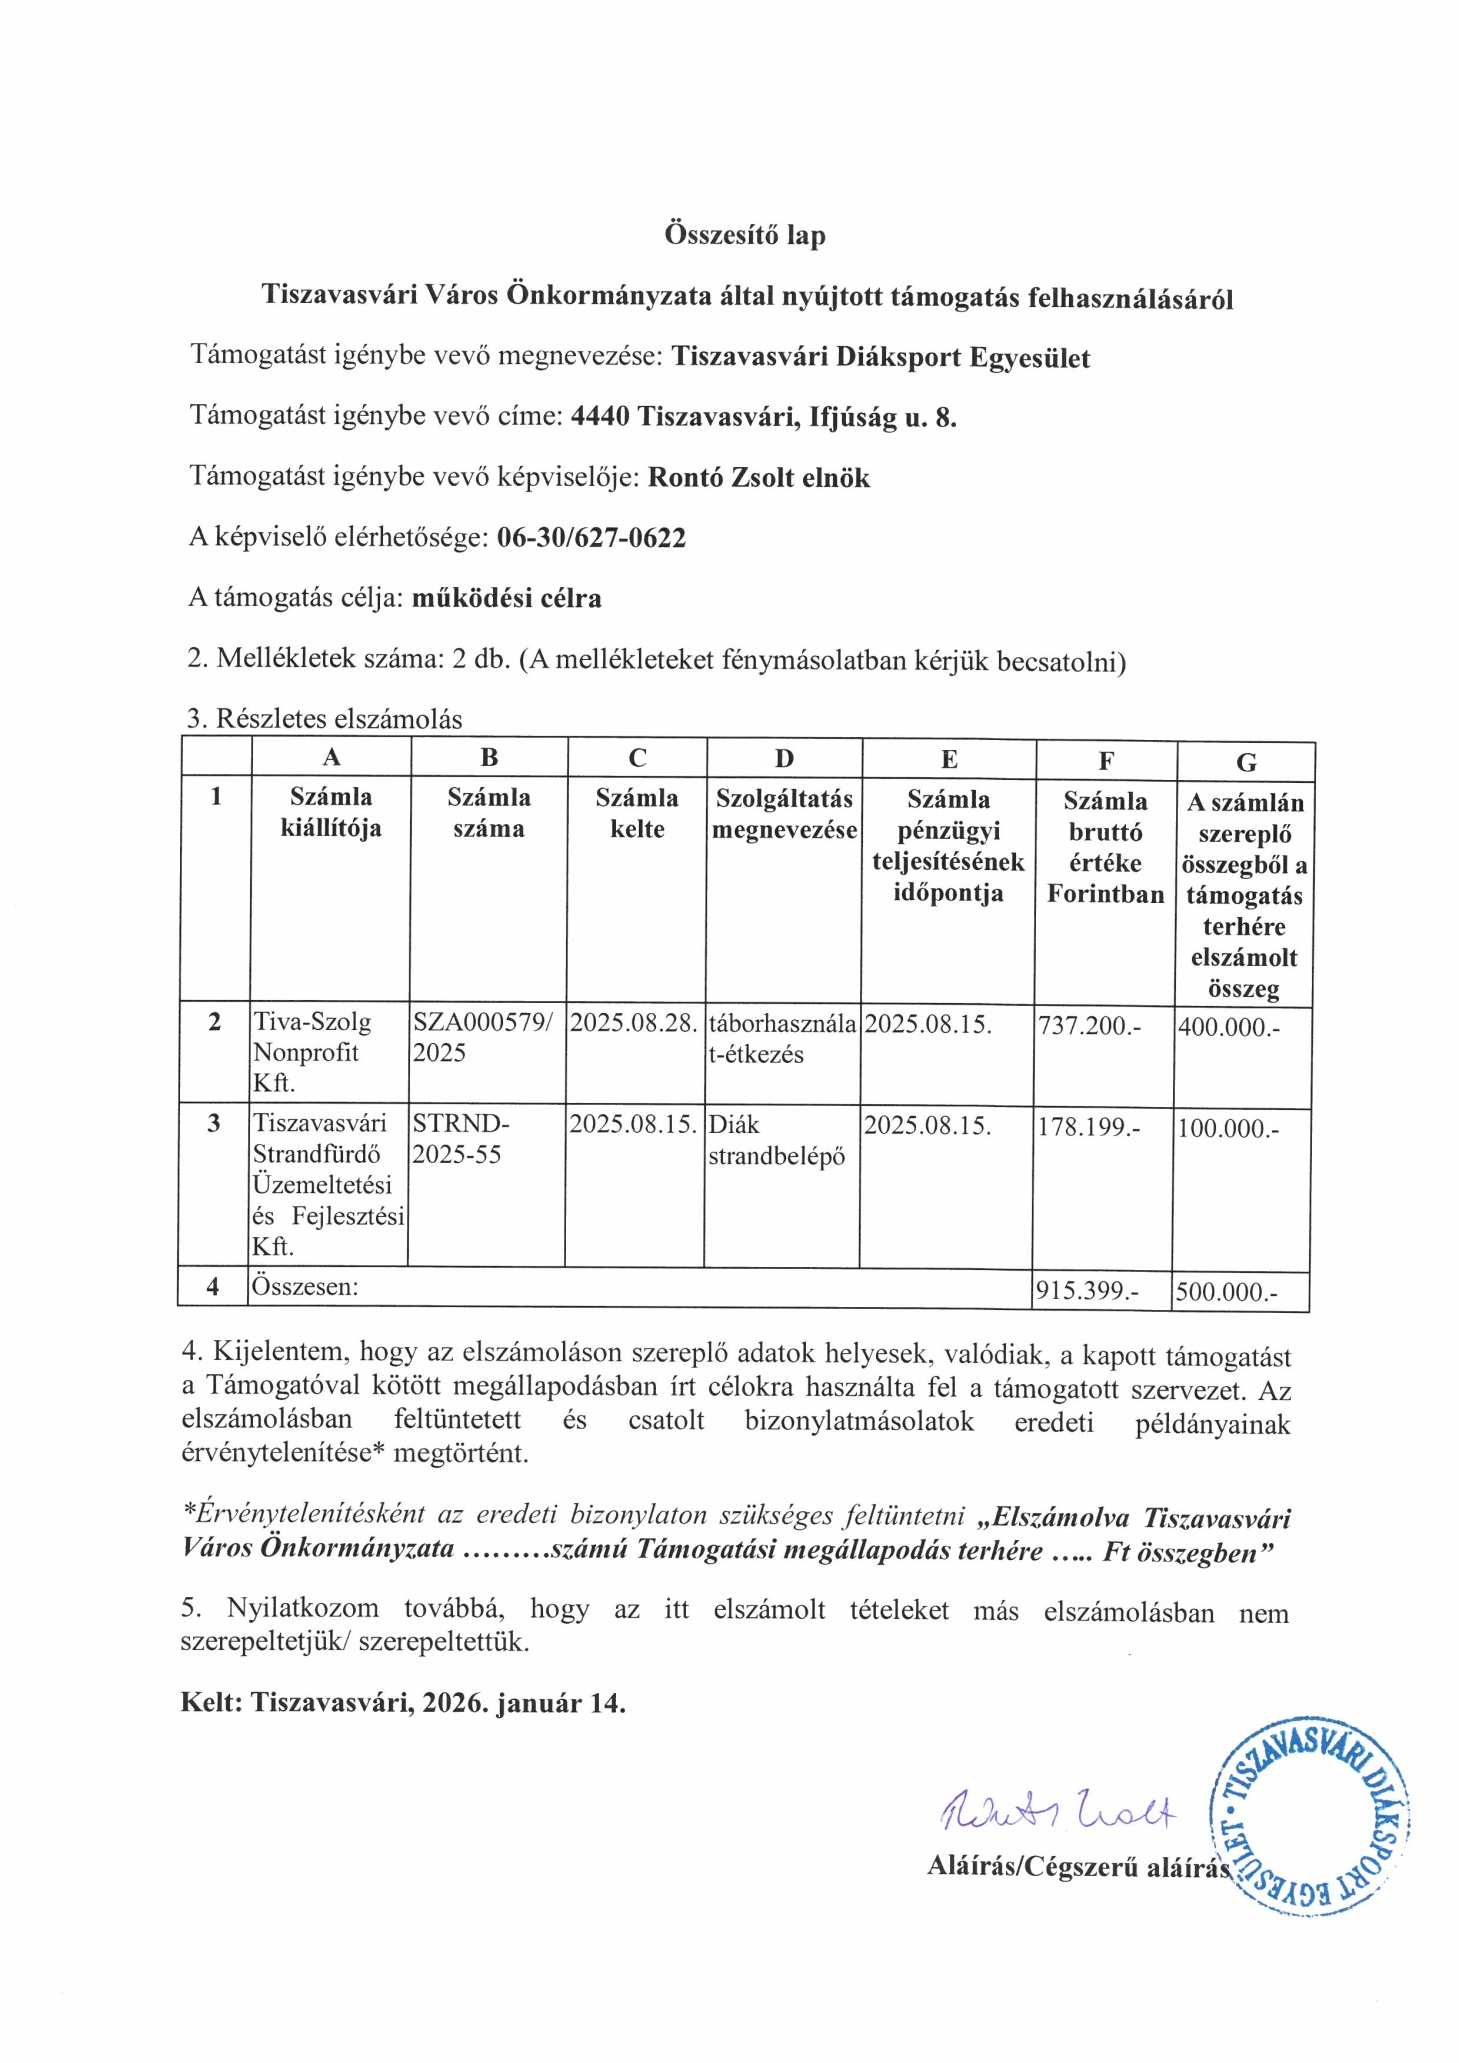 Összesítő lap
Tiszavasvári Város Önkormányzata által nyújtott támogatás felhasználásáról
Támogatást igénybe vevő megnevezése: Tiszavasvári Diáksport Egyesület
Támogatást igénybe vevő címe: 4440 Tiszavasvári, Ifjúság u. 8.
Támogatást igénybe vevő képviselője: Rontó Zsolt elnök
A képviselő elérhetősége: 06-30/627-0622
A támogatás célja: működési célra
2. Mellékletek száma: 2 db. (A mellékleteket fénymásolatban kérjük becsatolni)
3. Részletes elszámolás
A B C D E F G
1 Számla kiállítója Számla száma Számla kelte Szolgáltatás megnevezése Számla pénzügyi teljesítésének időpontja Számla bruttó értéke Forintban A számlán szereplő összegből a támogatás terhére elszámolt összeg
2 Tiva-Szolg Nonprofit Kft. SZA000579/ 2025 2025.08.28. táborhasznála t-étkezés 2025.08.15. 737.200.- 400.000.-
3 Tiszavasvári Strandfürdő Üzemeltetési és Fejlesztési Kft. STRND- 2025-55 2025.08.15. Diák strandbelépő 2025.08.15. 178.199.- 100.000.-
4 Összesen: 915.399.- 500.000.-
4. Kijelentem, hogy az elszámoláson szereplő adatok helyesek, valódiak, a kapott támogatást
a Támogatóval kötött megállapodásban írt célokra használta fel a támogatott szervezet. Az
elszámolásban feltüntetett és csatolt bizonylatmásolatok eredeti példányainak
érvénytelenítése* megtörtént.
*Érvénytelenítésként az eredeti bizonylaton szükséges feltüntetni „Elszámolva Tiszavasvári
Város Önkormányzata ………számú Támogatási megállapodás terhére ….. Ft összegben”
5. Nyilatkozom továbbá, hogy az itt elszámolt tételeket más elszámolásban nem
szerepeltetjük/ szerepeltettük.
Kelt: Tiszavasvári, 2026. január 14.
Rontó Zsolt
Aláírás/Cégszerű aláírás
TISZAVASVÁRI DIÁKSPORT EGYESÜLET •